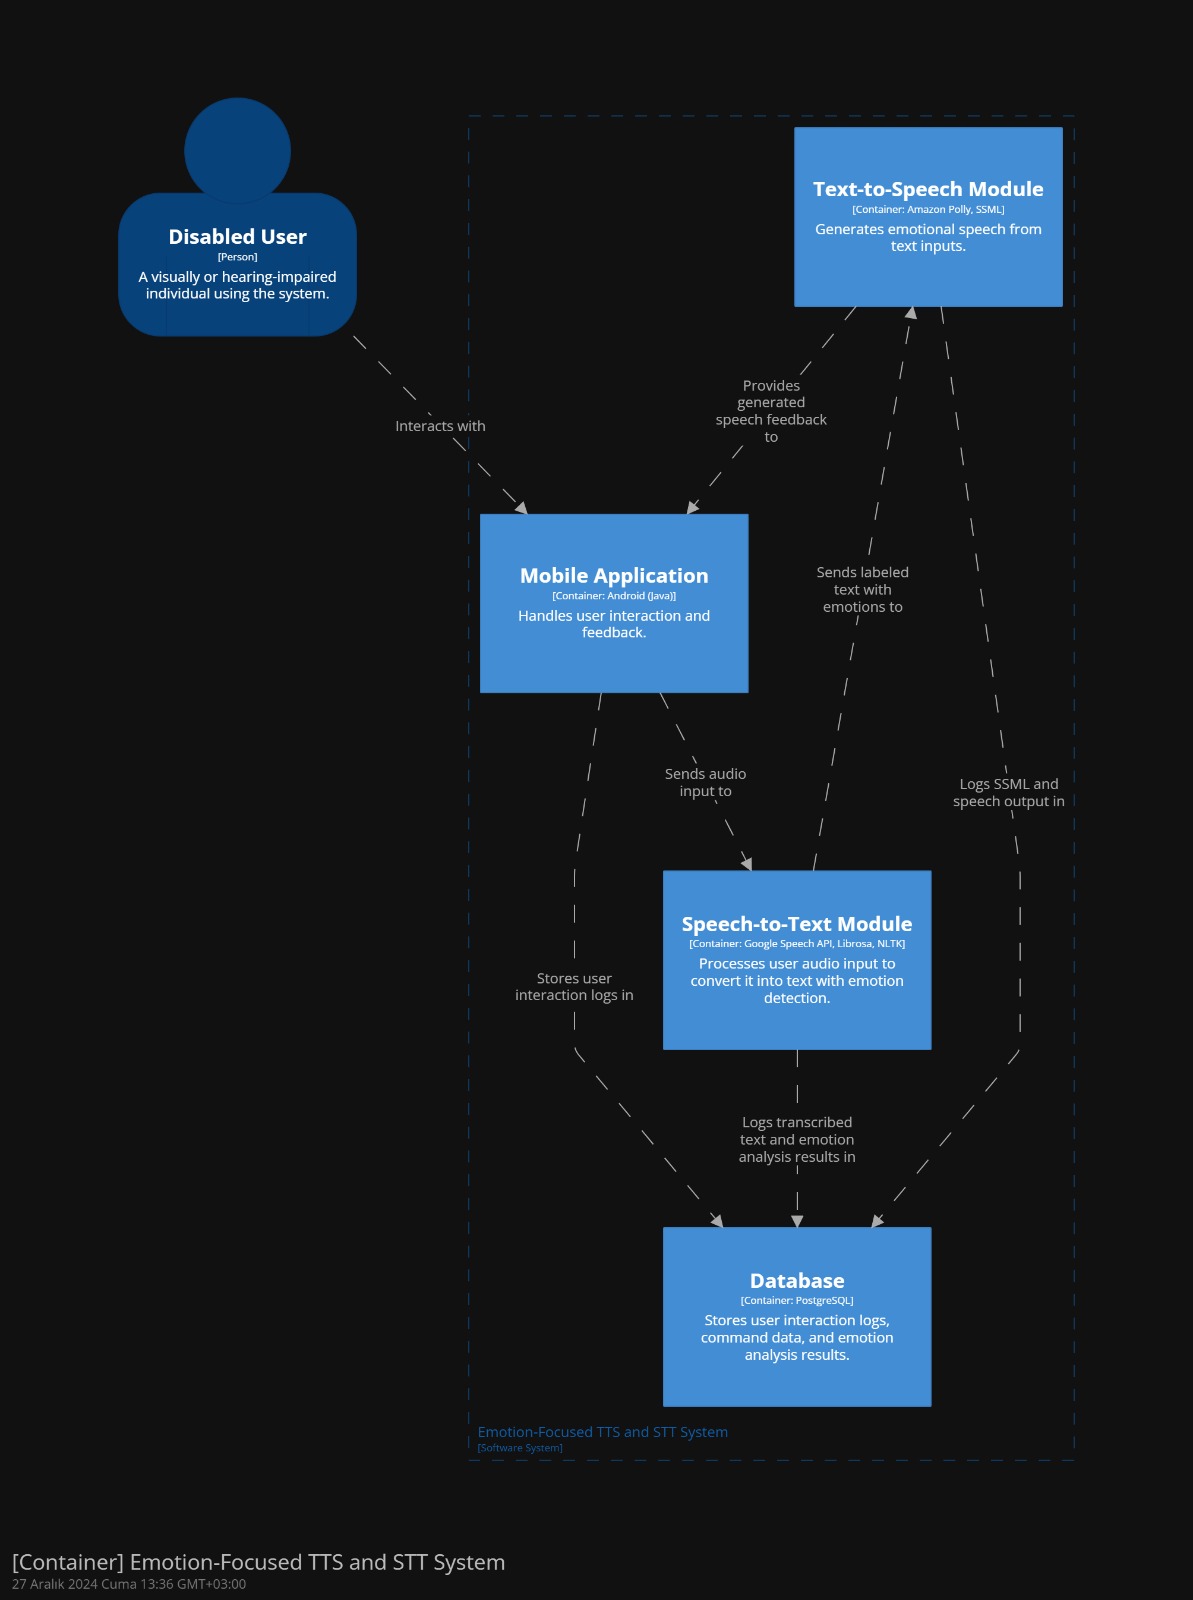 Disabled User
[Person]
A visually or hearing-impaired
individual using the system.
Text-to-Speech Module
[Container: Amazon Polly, SSML]
Generates emotional speech from
text inputs.
Interacts with
Provides
generated
speech feedback
to
Mobile Application
[Container: Android (Java)]
Handles user interaction and
feedback.
Sends labeled
text with
emotions to
Sends audio
input to
Logs SSML and
speech output in
Speech-to-Text Module
[Container: Google Speech API, Librosa, NLTK]
Processes user audio input to
convert it into text with emotion
detection.
Stores user
interaction logs in
Logs transcribed
text and emotion
analysis results in
Database
[Container: PostgreSQL]
Stores user interaction logs,
command data, and emotion
analysis results.
Emotion-Focused TTS and STT System
[Software System]
[Container] Emotion-Focused TTS and STT System
27 Aralık 2024 Cuma 13:36 GMT+03:00